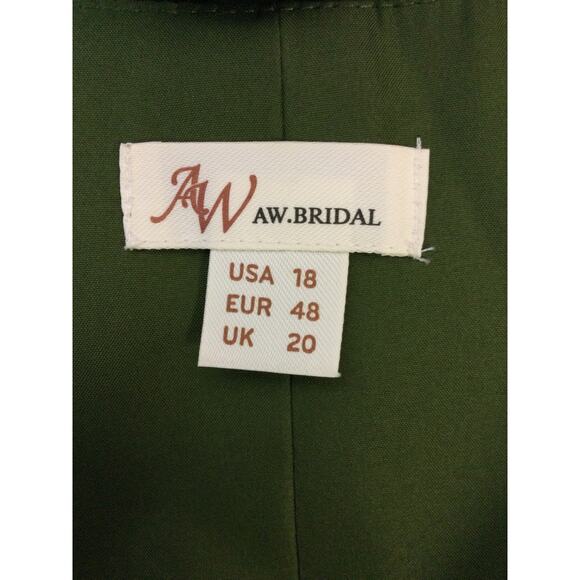 AW AW.BRIDAL
USA 18
EUR 48
UK 20